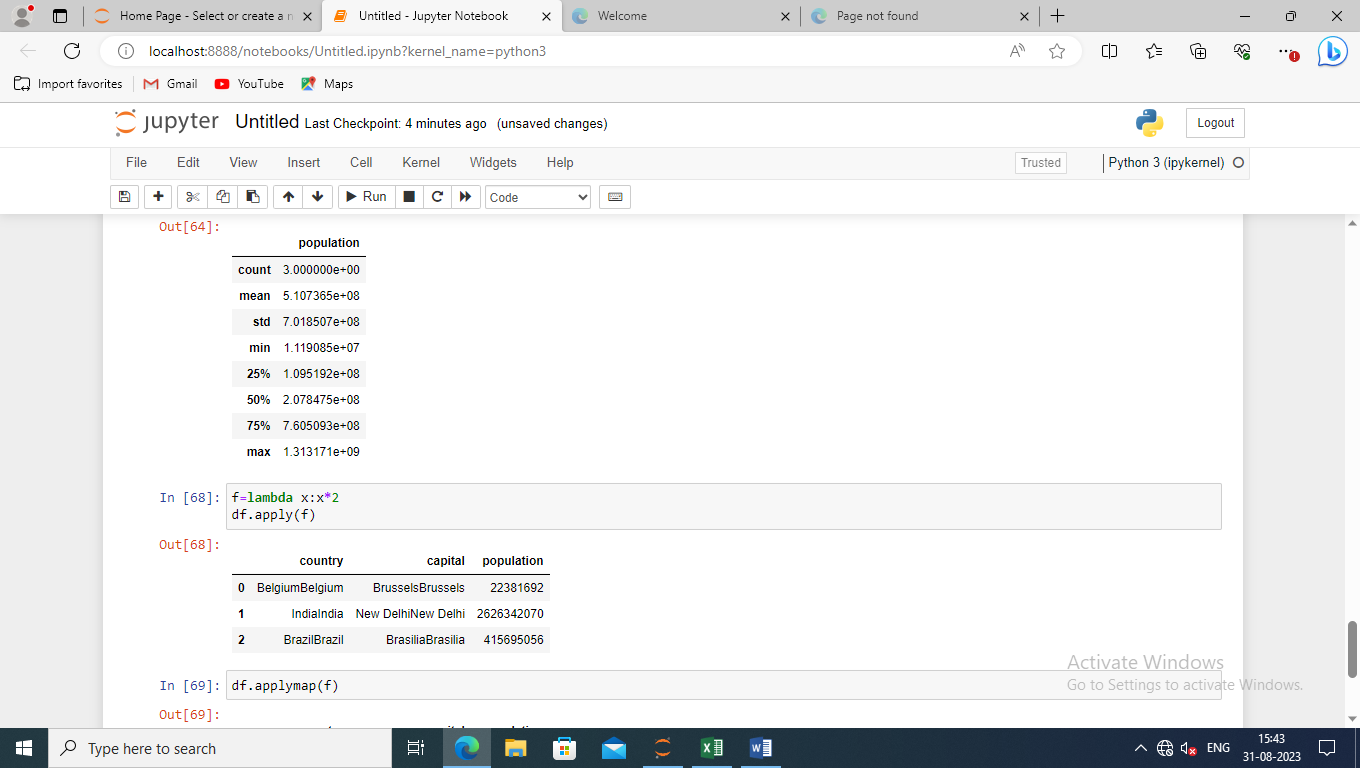 Home Page - Select or create a n
Untitled - Jupyter Notebook
Welcome
Page not found
localhost:8888/notebooks/Untitled.ipynb?kernel_name=python3
Import favorites
Gmail
YouTube
Maps
jupyter Untitled Last Checkpoint: 4 minutes ago (unsaved changes)
Logout
File Edit View Insert Cell Kernel Widgets Help
Trusted
Python 3 (ipykernel)
Run
Code
Out[64]:
population
count 3.000000e+00
mean 5.107365e+08
std 7.018507e+08
min 1.119085e+07
25% 1.095192e+08
50% 2.078475e+08
75% 7.605093e+08
max 1.313171e+09
In [68]: f=lambda x:x*2
df.apply(f)
Out[68]:
country capital population
0 BelgiumBelgium BrusselsBrussels 22381692
1 IndiaIndia New DelhiNew Delhi 2626342070
2 BrazilBrazil BrasiliaBrasilia 415695056
Activate Windows
Go to Settings to activate Windows.
In [69]: df.applymap(f)
Out[69]:
Type here to search
ENG
15:43
31-08-2023